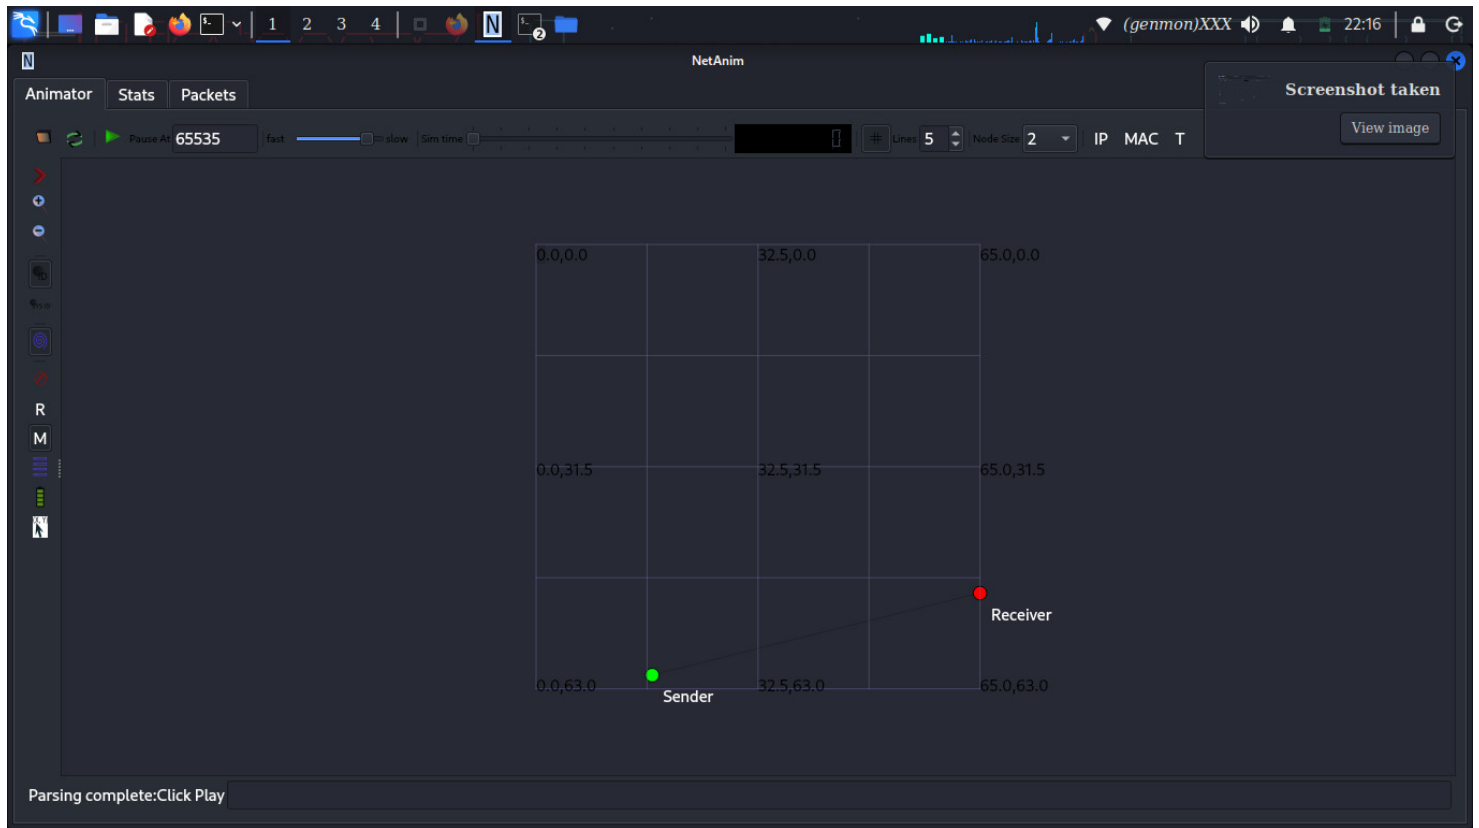 1 2 3 4 N 2 (genmon)XXX 22:16
N NetAnim
Screenshot taken
View image
Animator Stats Packets
Pause At 65535 fast slow Sim time 0 # Lines 5 Node Size 2 IP MAC T
0.0,0.0 32.5,0.0 65.0,0.0
R
M
0.0,31.5 32.5,31.5 65.0,31.5
X-Y
Receiver
0.0,63.0 32.5,63.0 65.0,63.0
Sender
Parsing complete:Click Play